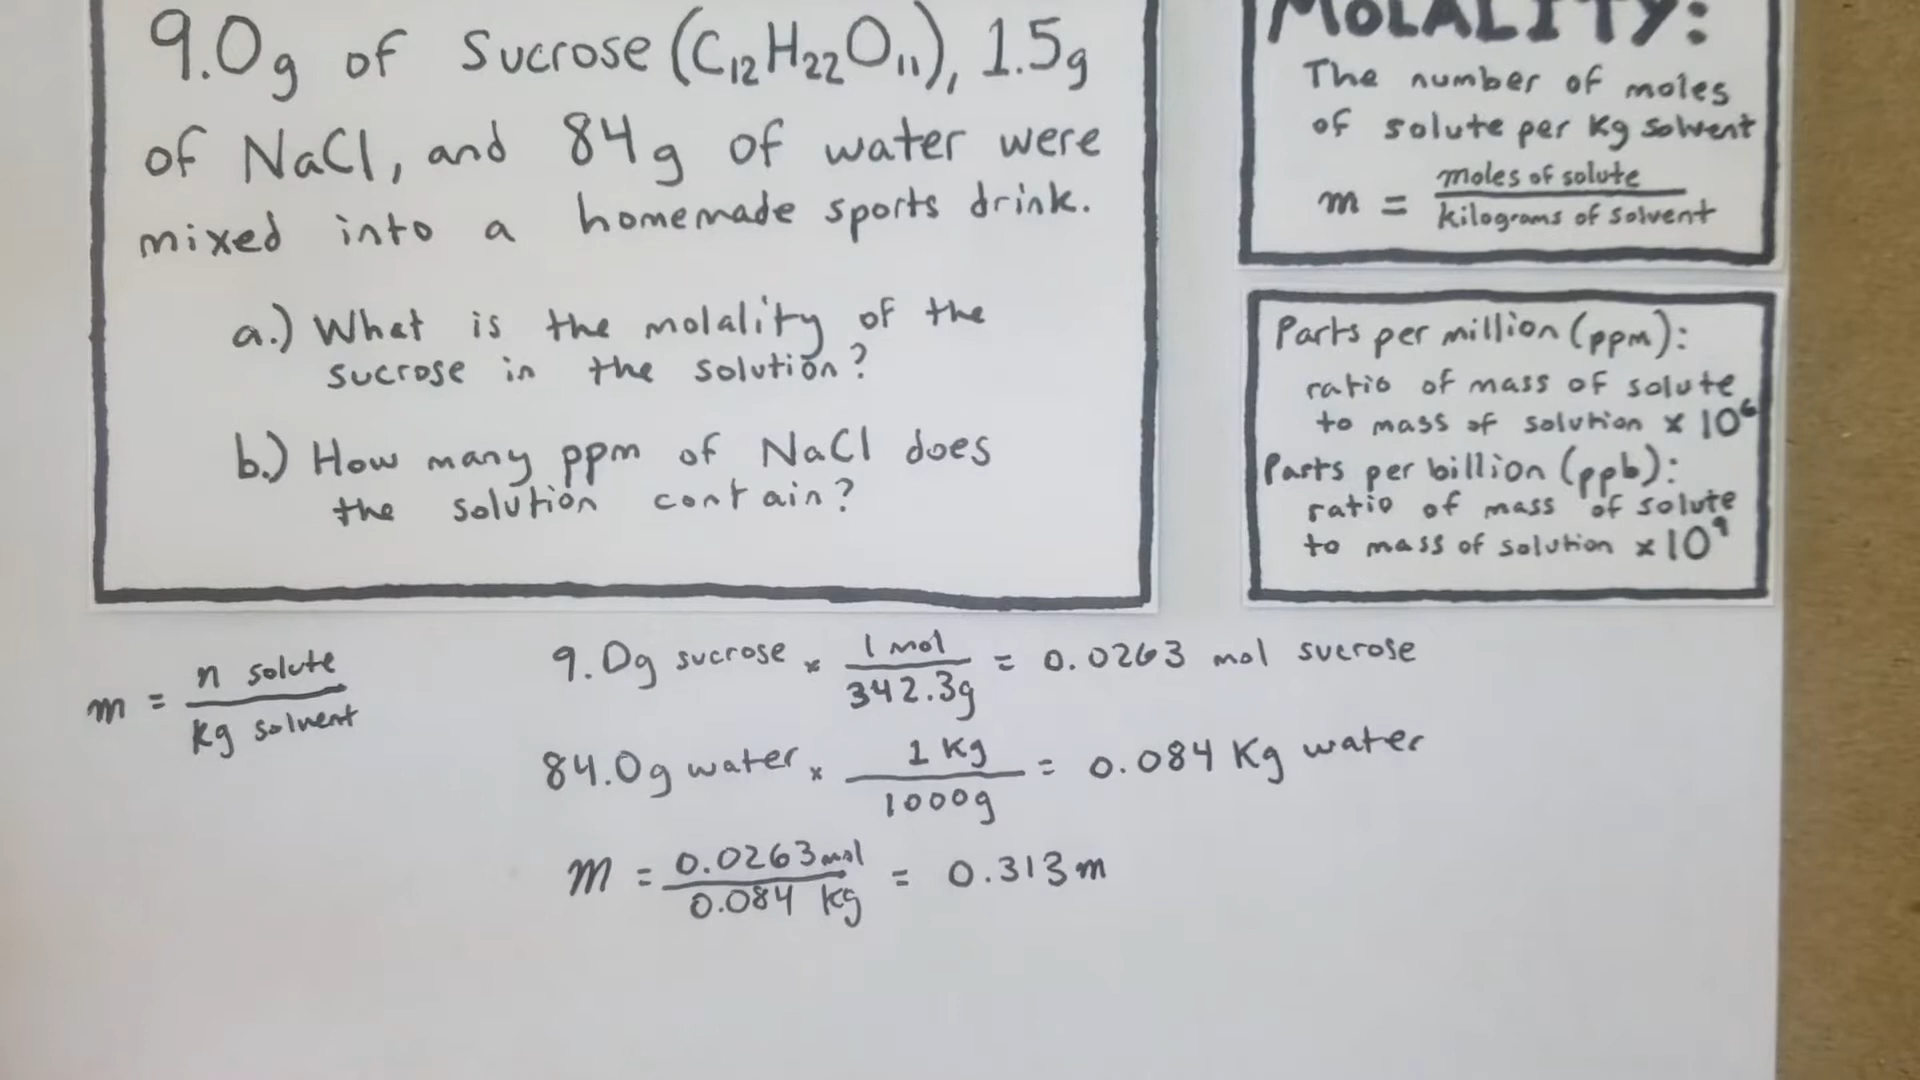 9.0g of Sucrose (C12H22O11), 1.5g
of NaCl, and 84g of water were
mixed into a homemade sports drink.
a.) What is the molality of the
sucrose in the solution?
b.) How many ppm of NaCl does
the solution contain?
MOLALITY:
The number of moles
of solute per Kg solvent
m = moles of solute / kilograms of solvent
Parts per million (ppm):
ratio of mass of solute
to mass of solution x 10^6
Parts per billion (ppb):
ratio of mass of solute
to mass of solution x 10^9
m = n solute / kg solvent
9.0g sucrose x 1 mol / 342.3g = 0.0263 mol sucrose
84.0g water x 1 Kg / 1000g = 0.084 Kg water
m = 0.0263 mol / 0.084 kg = 0.313 m